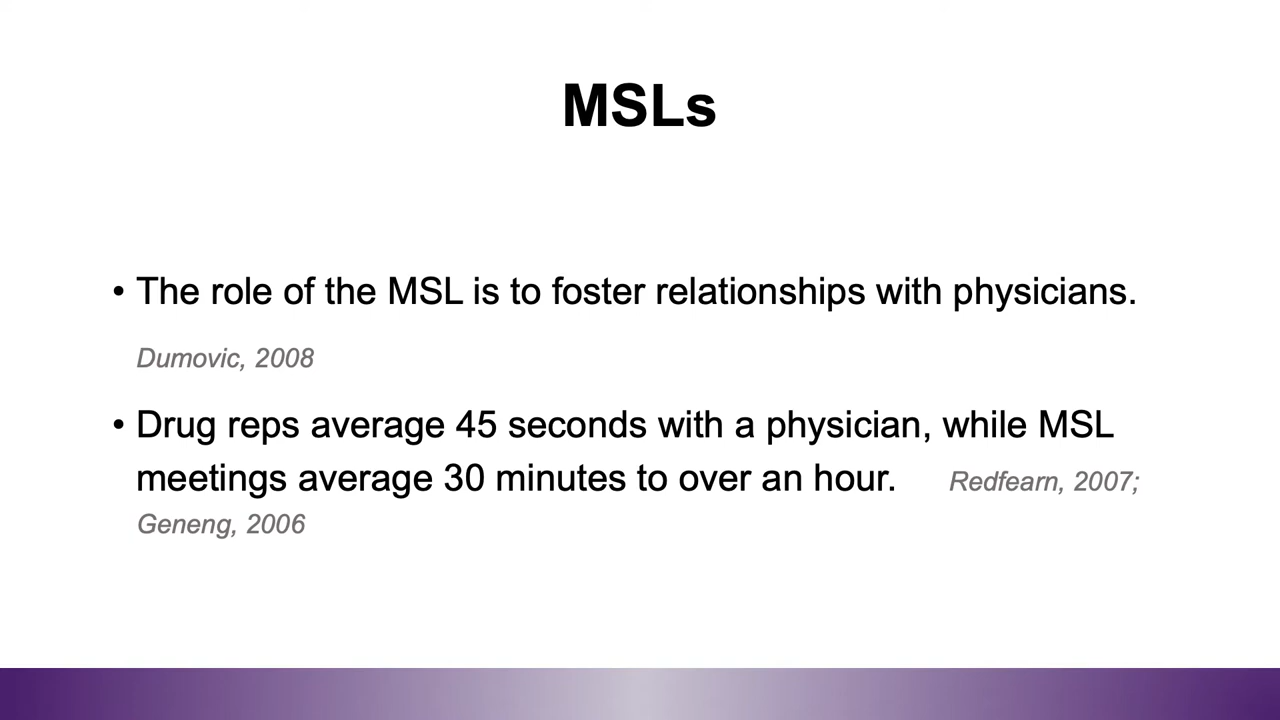 MSLs
• The role of the MSL is to foster relationships with physicians.
Dumovic, 2008
• Drug reps average 45 seconds with a physician, while MSL
meetings average 30 minutes to over an hour. Redfearn, 2007;
Geneng, 2006